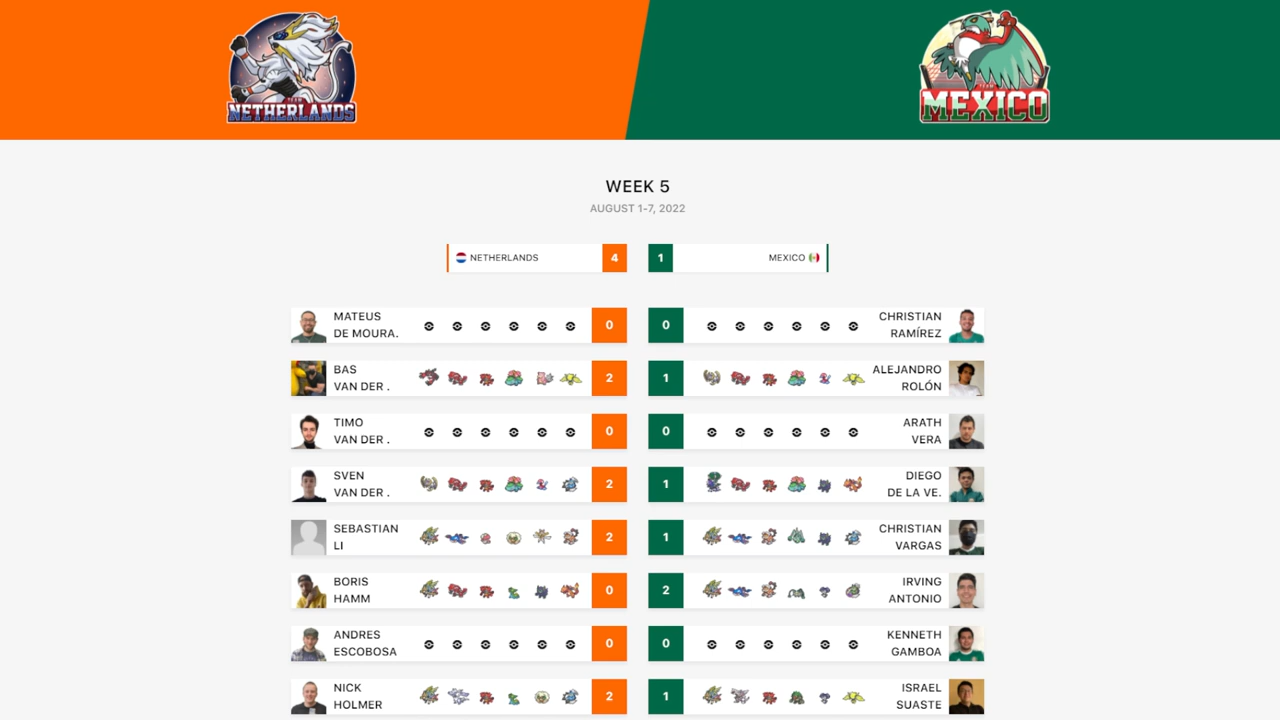 TEAM
NETHERLANDS
TEAM
MEXICO
WEEK 5
AUGUST 1-7, 2022
NETHERLANDS 4 1 MEXICO
MATEUS
DE MOURA. 0 0 CHRISTIAN
RAMÍREZ
BAS
VAN DER . 2 1 ALEJANDRO
ROLÓN
TIMO
VAN DER . 0 0 ARATH
VERA
SVEN
VAN DER . 2 1 DIEGO
DE LA VE.
SEBASTIAN
LI 2 1 CHRISTIAN
VARGAS
BORIS
HAMM 0 2 IRVING
ANTONIO
ANDRES
ESCOBOSA 0 0 KENNETH
GAMBOA
NICK
HOLMER 2 1 ISRAEL
SUASTE